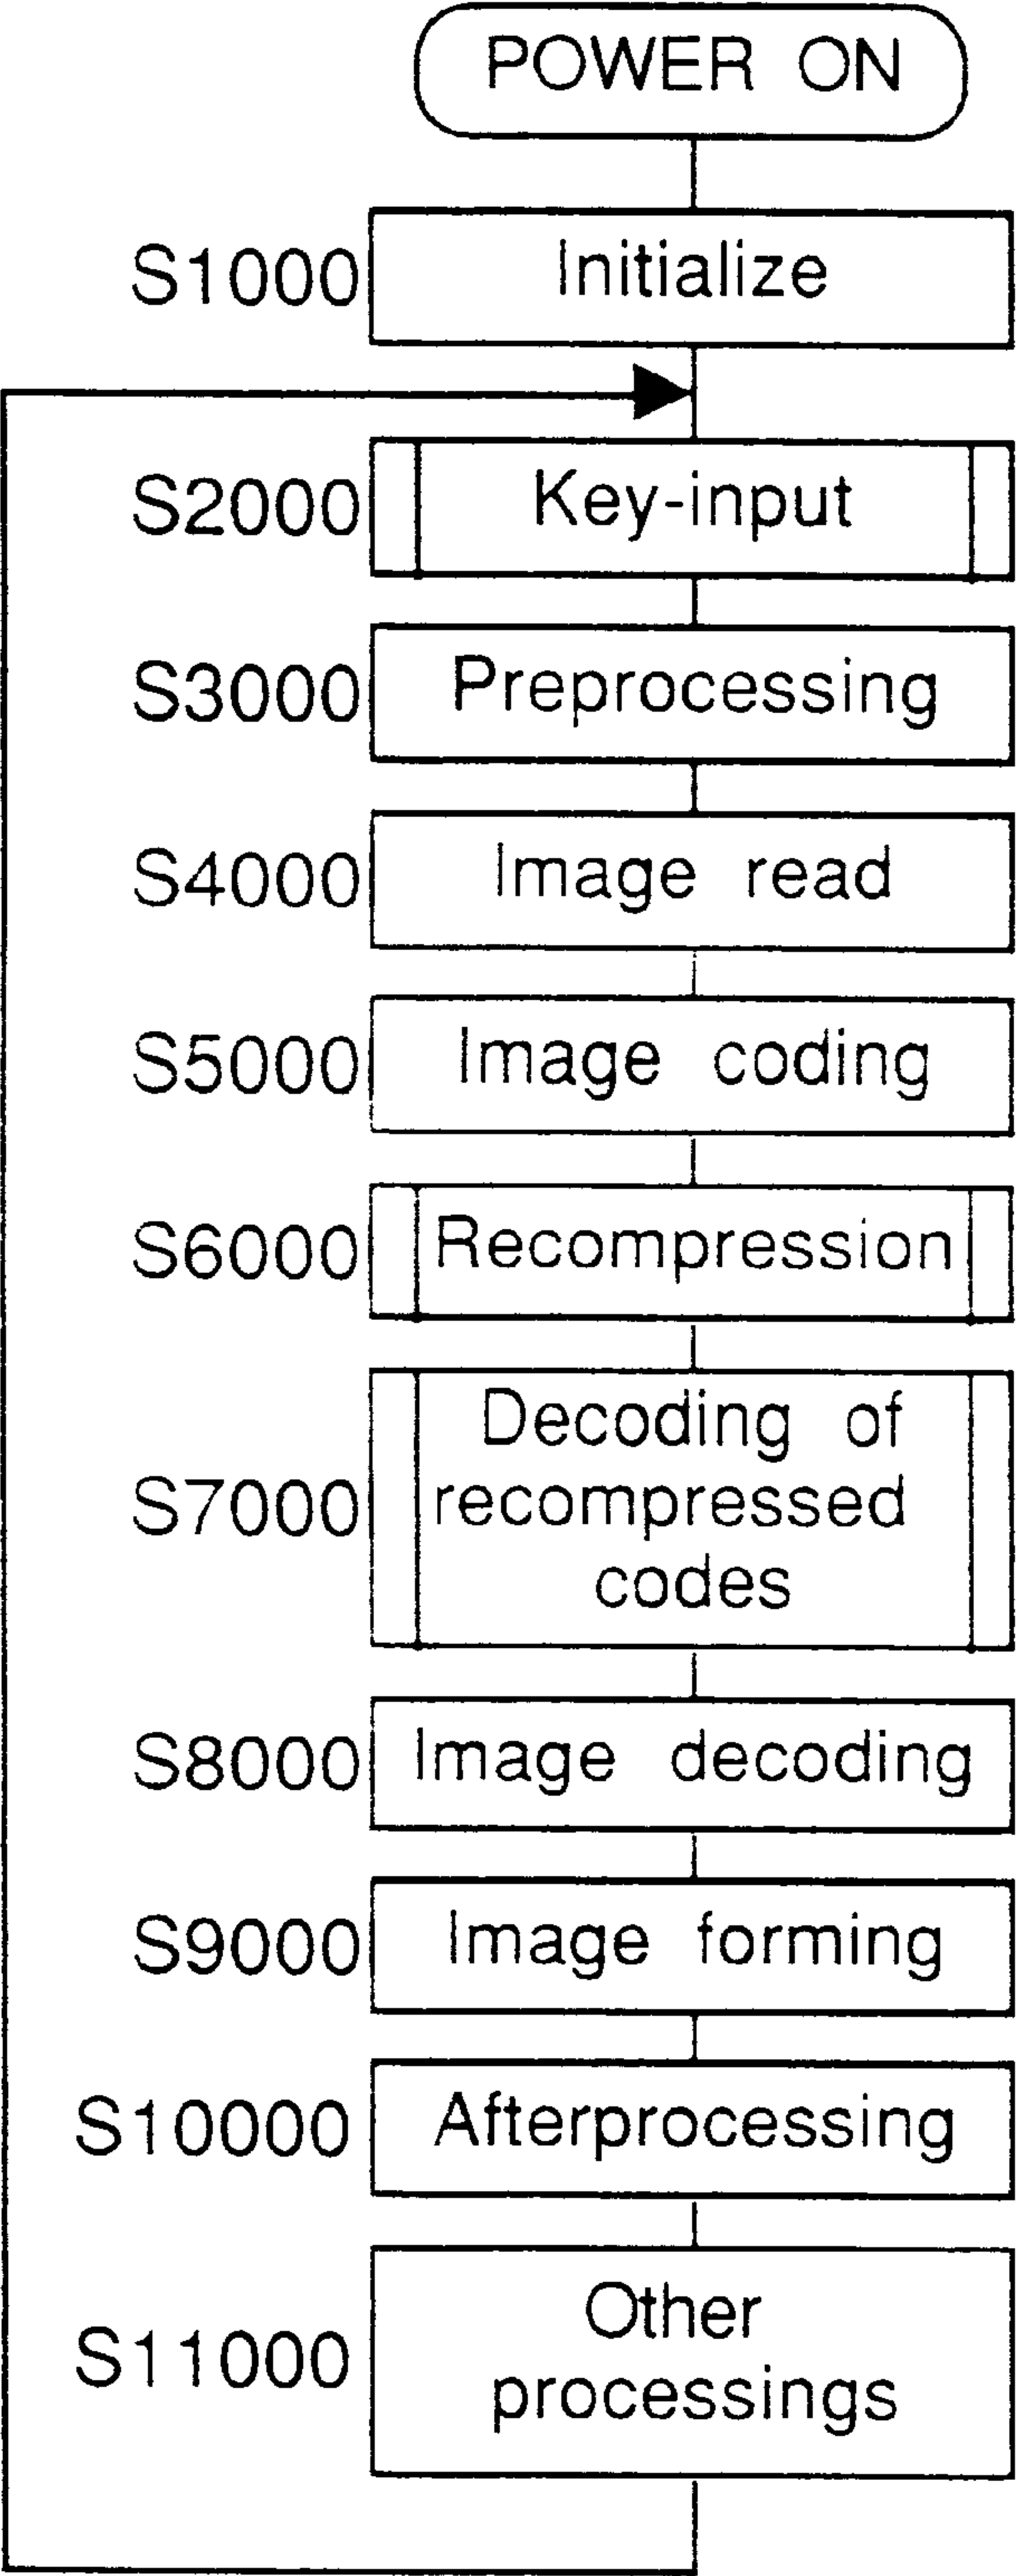 POWER ON
S1000 Initialize
S2000 Key-input
S3000 Preprocessing
S4000 Image read
S5000 Image coding
S6000 Recompression
Decoding of
S7000 recompressed
codes
S8000 Image decoding
S9000 Image forming
S10000 Afterprocessing
Other
S11000
processings